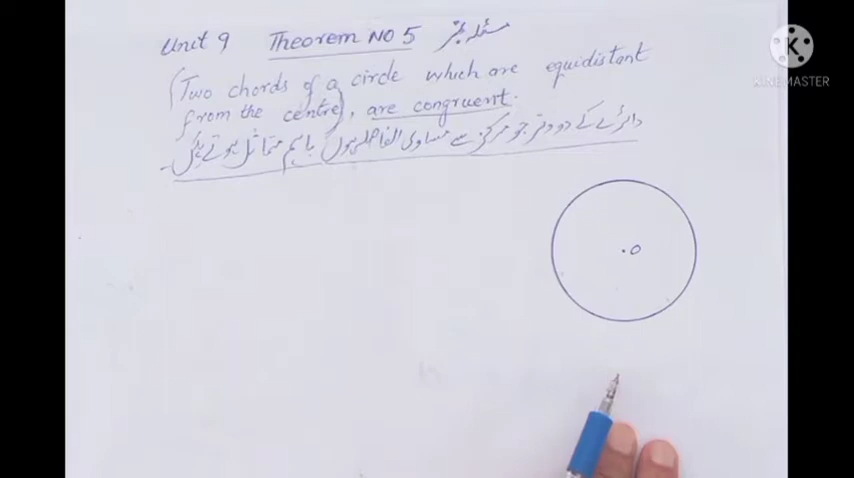 Unit 9 Theorem NO 5 مسئلہ نمبر
(Two chords of a circle which are equidistant
from the centre), are congruent.
دائرے کے دو وتر جو مرکز سے مساوی الفاصلہ ہوں باہم متماثل ہوتے ہیں۔
.O
K
KINEMASTER